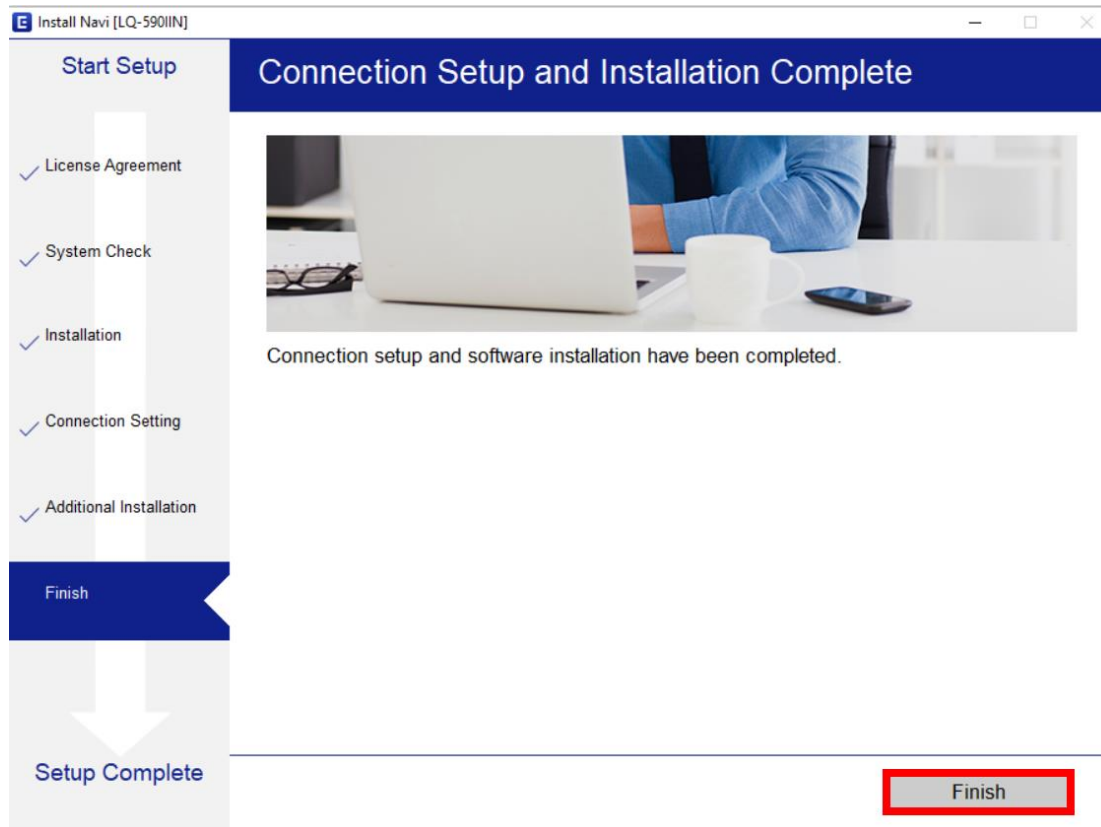 E Install Navi [LQ-590IIN]
Start Setup
Connection Setup and Installation Complete
License Agreement
System Check
Installation
Connection setup and software installation have been completed.
Connection Setting
Additional Installation
Finish
Setup Complete
Finish